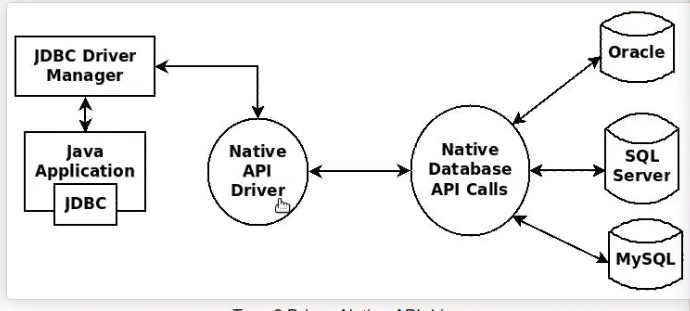 JDBC Driver
Manager
Java
Application
JDBC
Native
API
Driver
Native
Database
API Calls
Oracle
SQL
Server
MySQL